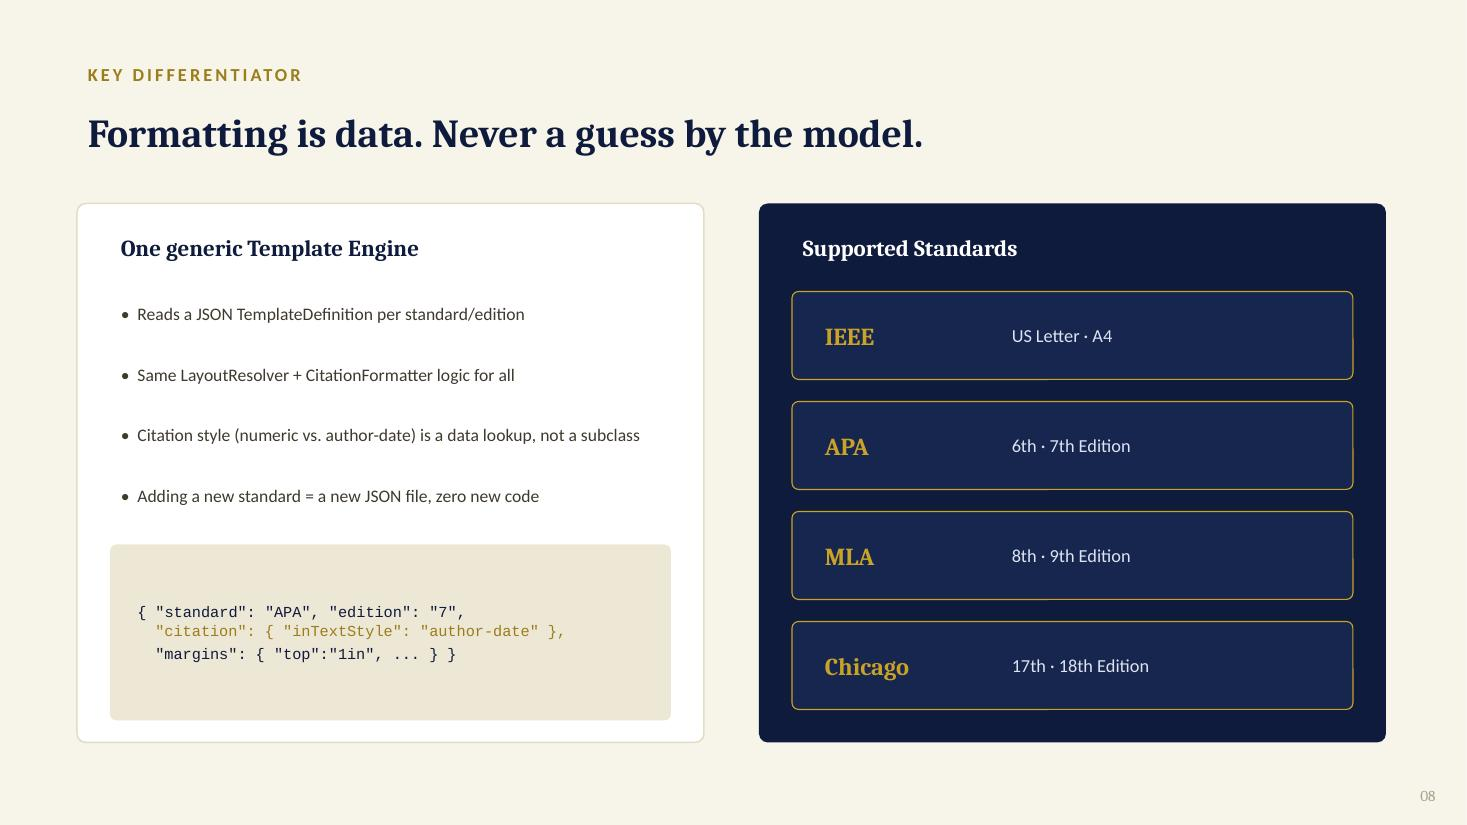 KEY DIFFERENTIATOR
Formatting is data. Never a guess by the model.
One generic Template Engine
• Reads a JSON TemplateDefinition per standard/edition
• Same LayoutResolver + CitationFormatter logic for all
• Citation style (numeric vs. author-date) is a data lookup, not a subclass
• Adding a new standard = a new JSON file, zero new code
{ "standard": "APA", "edition": "7",
  "citation": { "inTextStyle": "author-date" },
  "margins": { "top":"1in", ... } }
Supported Standards
IEEE US Letter · A4
APA 6th · 7th Edition
MLA 8th · 9th Edition
Chicago 17th · 18th Edition
08